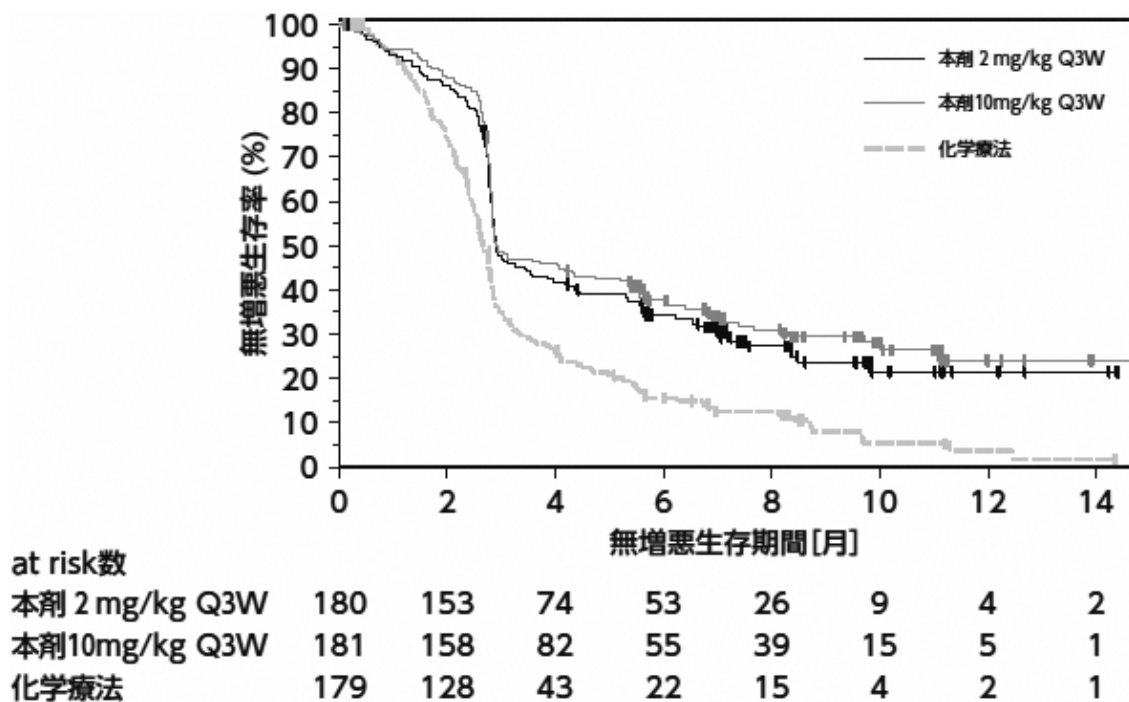 100
90
80
70
60
50
40
30
20
10
0
無増悪生存率 (%)
本剤 2 mg/kg Q3W
本剤10mg/kg Q3W
化学療法
0 2 4 6 8 10 12 14
無増悪生存期間 [月]
at risk数
本剤 2 mg/kg Q3W 180 153 74 53 26 9 4 2
本剤10mg/kg Q3W 181 158 82 55 39 15 5 1
化学療法 179 128 43 22 15 4 2 1